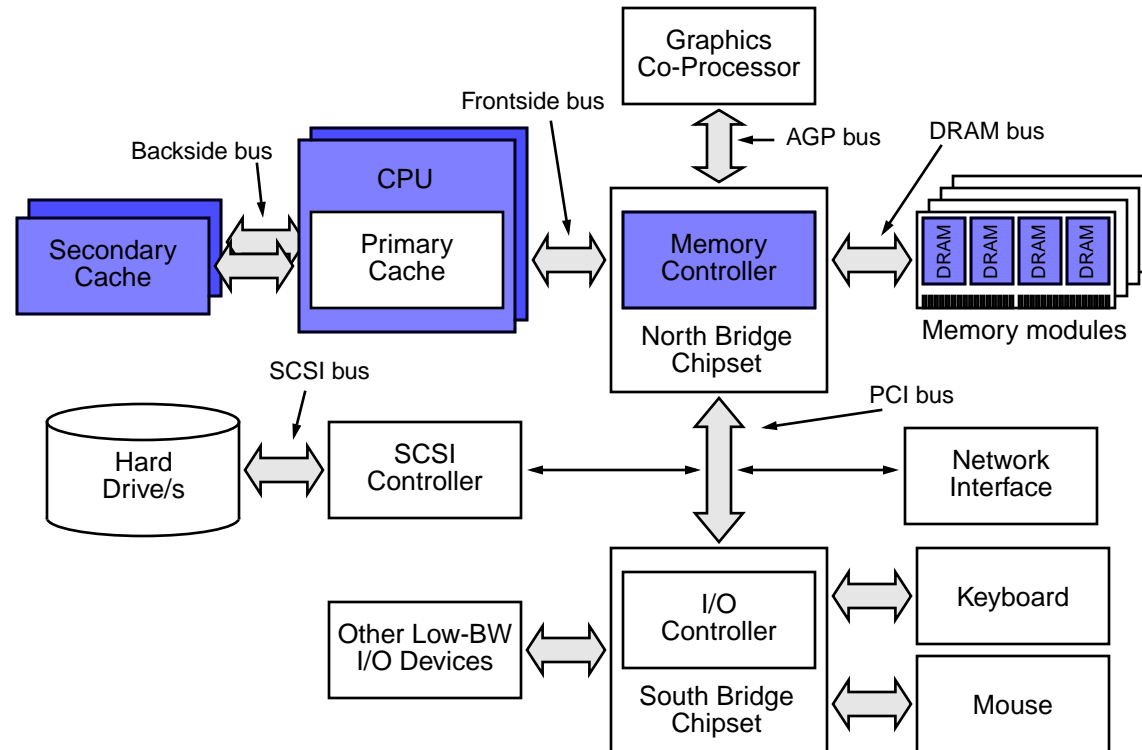 Graphics
Co-Processor
Frontside bus
AGP bus
DRAM bus
Backside bus
CPU
Secondary
Cache
Primary
Cache
Memory
Controller
DRAM
DRAM
DRAM
DRAM
North Bridge
Chipset
Memory modules
SCSI bus
PCI bus
Hard
Drive/s
SCSI
Controller
Network
Interface
Other Low-BW
I/O Devices
I/O
Controller
Keyboard
South Bridge
Chipset
Mouse